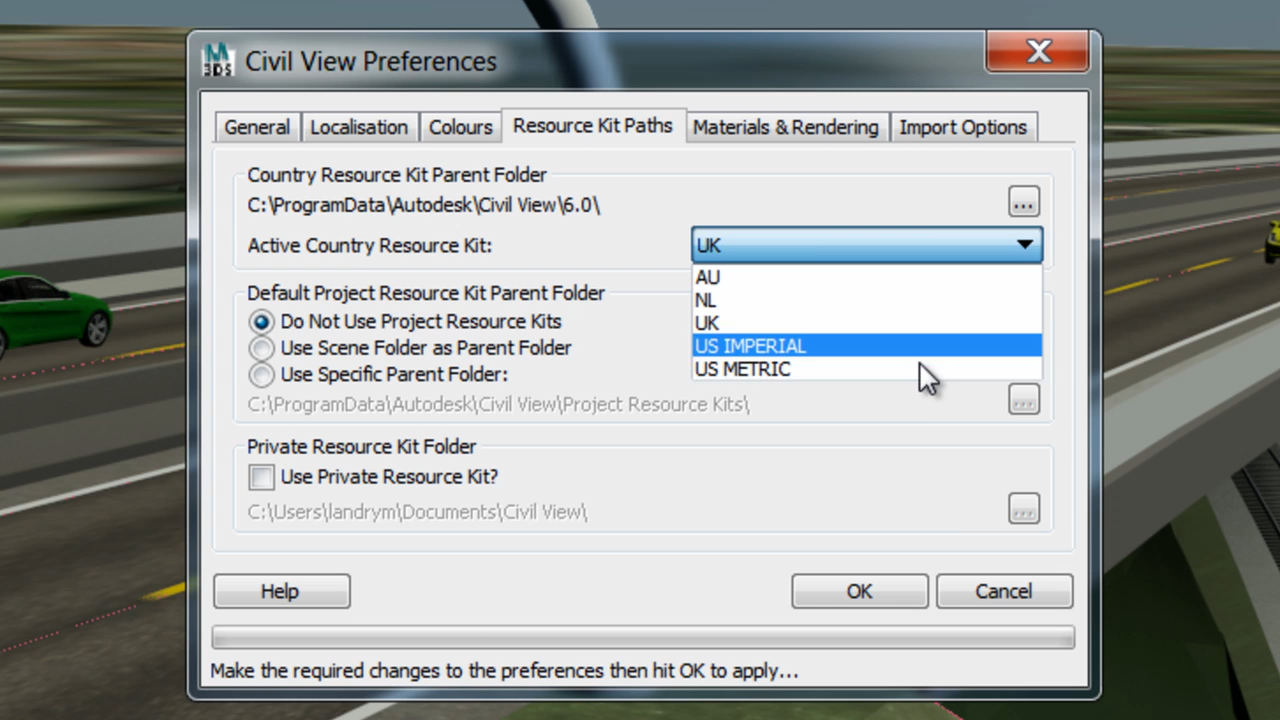 M
3DS
Civil View Preferences
General
Localisation
Colours
Resource Kit Paths
Materials & Rendering
Import Options
Country Resource Kit Parent Folder
C:\ProgramData\Autodesk\Civil View\6.0\
...
Active Country Resource Kit:
UK
AU
NL
UK
US IMPERIAL
US METRIC
Default Project Resource Kit Parent Folder
Do Not Use Project Resource Kits
Use Scene Folder as Parent Folder
Use Specific Parent Folder:
C:\ProgramData\Autodesk\Civil View\Project Resource Kits\
...
Private Resource Kit Folder
Use Private Resource Kit?
C:\Users\landrym\Documents\Civil View\
...
Help
OK
Cancel
Make the required changes to the preferences then hit OK to apply...